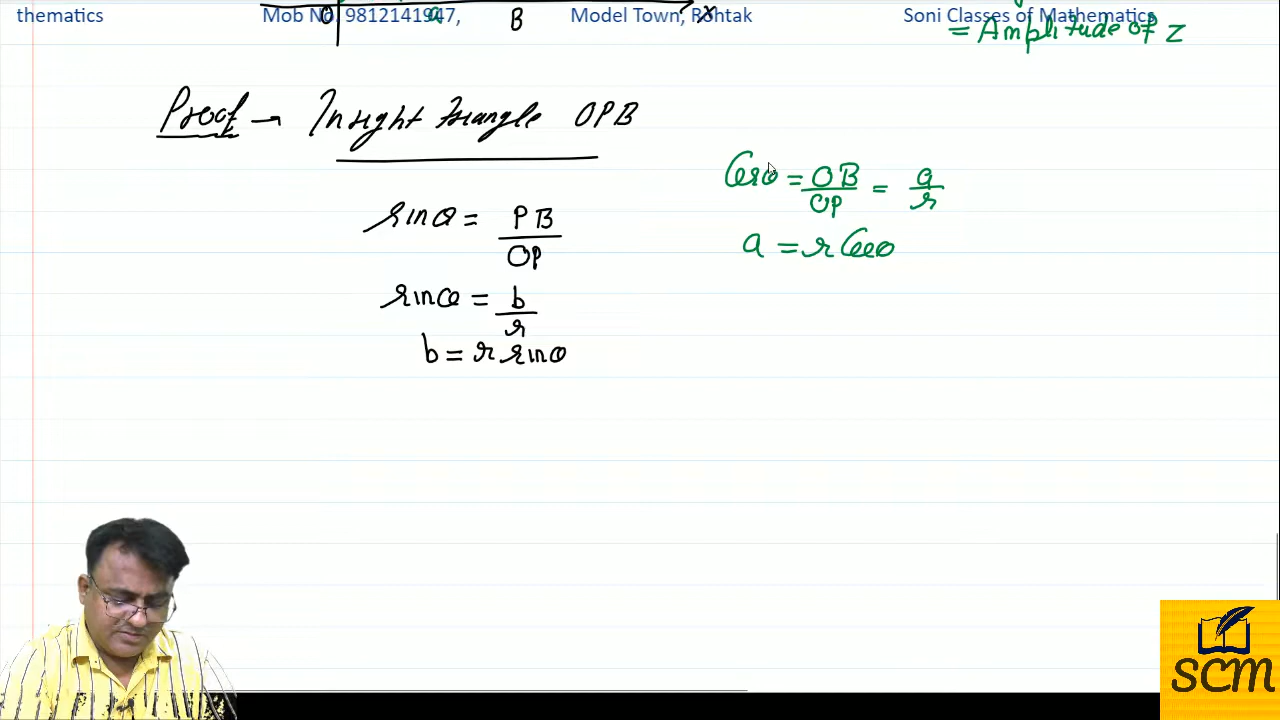 thematics Mob No. 9812141947, Model Town, Rohtak Soni Classes of Mathematics
O a B X
= Amplitude of z
Proof → In right triangle OPB
sinθ = PB/OP
sinθ = b/r
b = r sinθ
Cosθ = OB/OP = a/r
a = r Cosθ
SCM